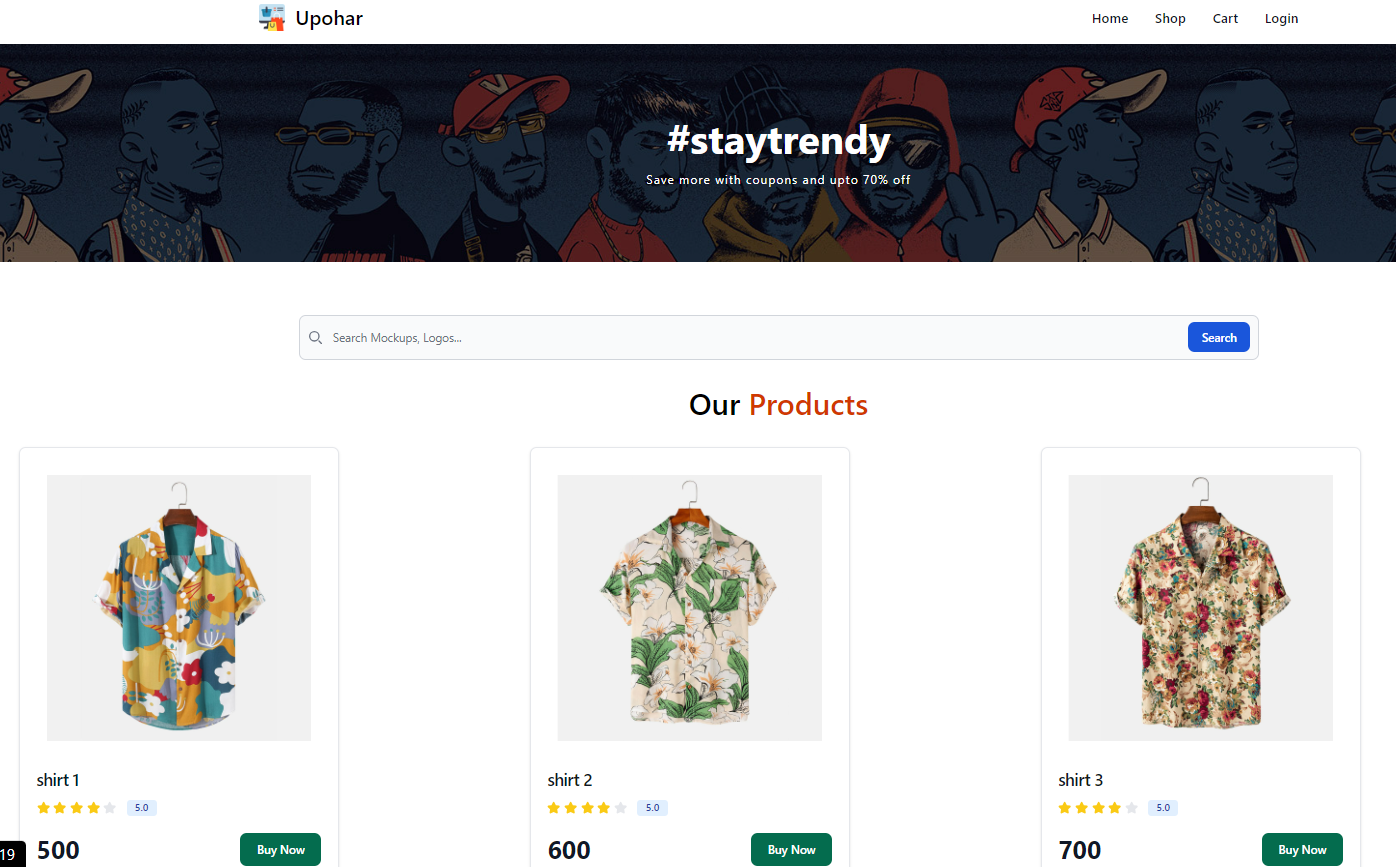 Upohar
Home Shop Cart Login
#staytrendy
Save more with coupons and upto 70% off
Search Mockups, Logos...
Search
Our Products
shirt 1
5.0
500
Buy Now
shirt 2
5.0
600
Buy Now
shirt 3
5.0
700
Buy Now
19